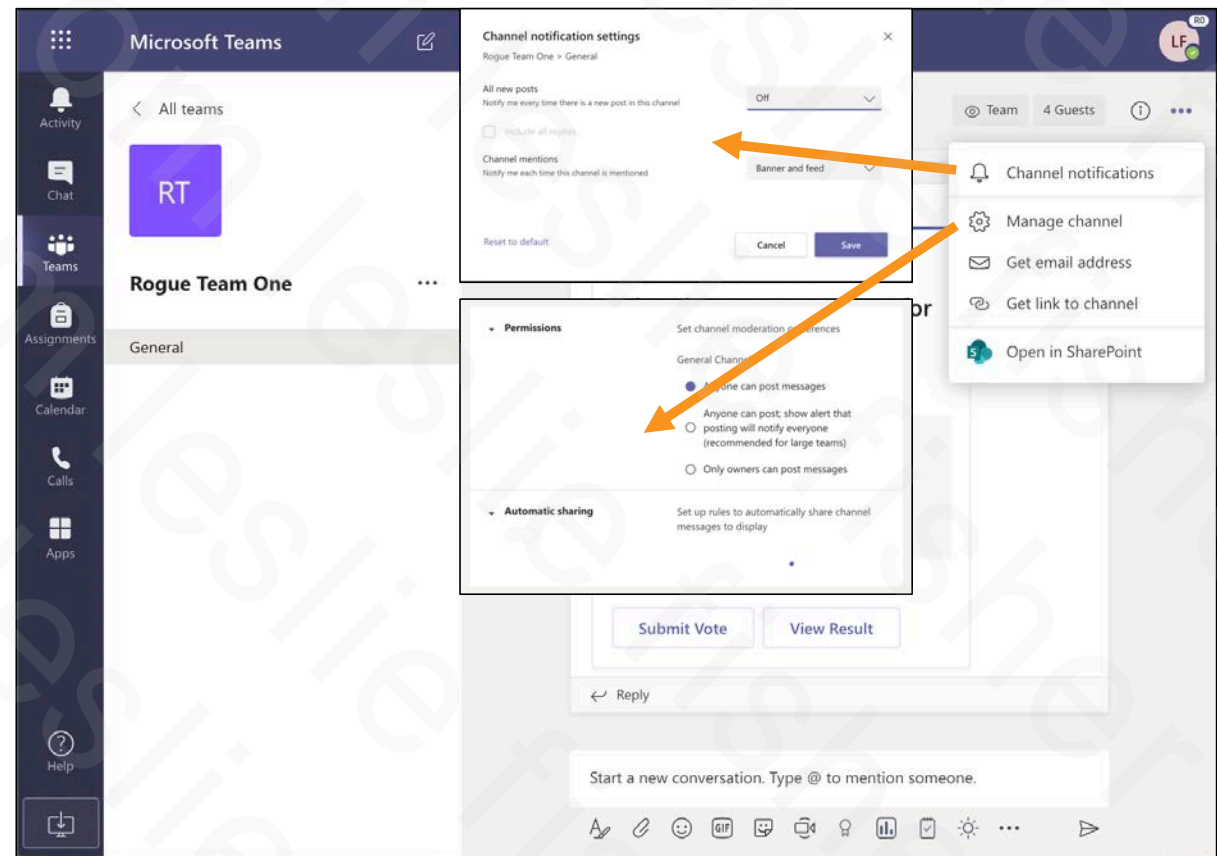 Microsoft Teams
RO
LF
Activity
Chat
Teams
Assignments
Calendar
Calls
Apps
Help
All teams
RT
Rogue Team One
...
General
Channel notification settings
Rogue Team One > General
All new posts
Notify me every time there is a new post in this channel
Off
Include all replies
Channel mentions
Notify me each time this channel is mentioned
Banner and feed
Reset to default
Cancel
Save
Permissions
Set channel moderation
General
Anyone can post messages
Anyone can post; show alert that
posting will notify everyone
(recommended for large teams)
Only owners can post messages
Automatic sharing
Set up rules to automatically share channel
messages to display
Team
4 Guests
...
Channel notifications
Manage channel
Get email address
Get link to channel
Open in SharePoint
or
Submit Vote
View Result
Reply
Start a new conversation. Type @ to mention someone.
GIF
...
leslie fisher